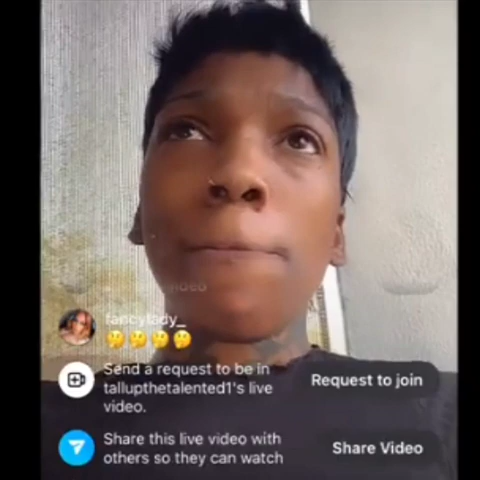 video
fancylady_
🤔🤔🤔🤔
Send a request to be in
tallupthetalented1's live
video.
Request to join
Share this live video with
others so they can watch
Share Video